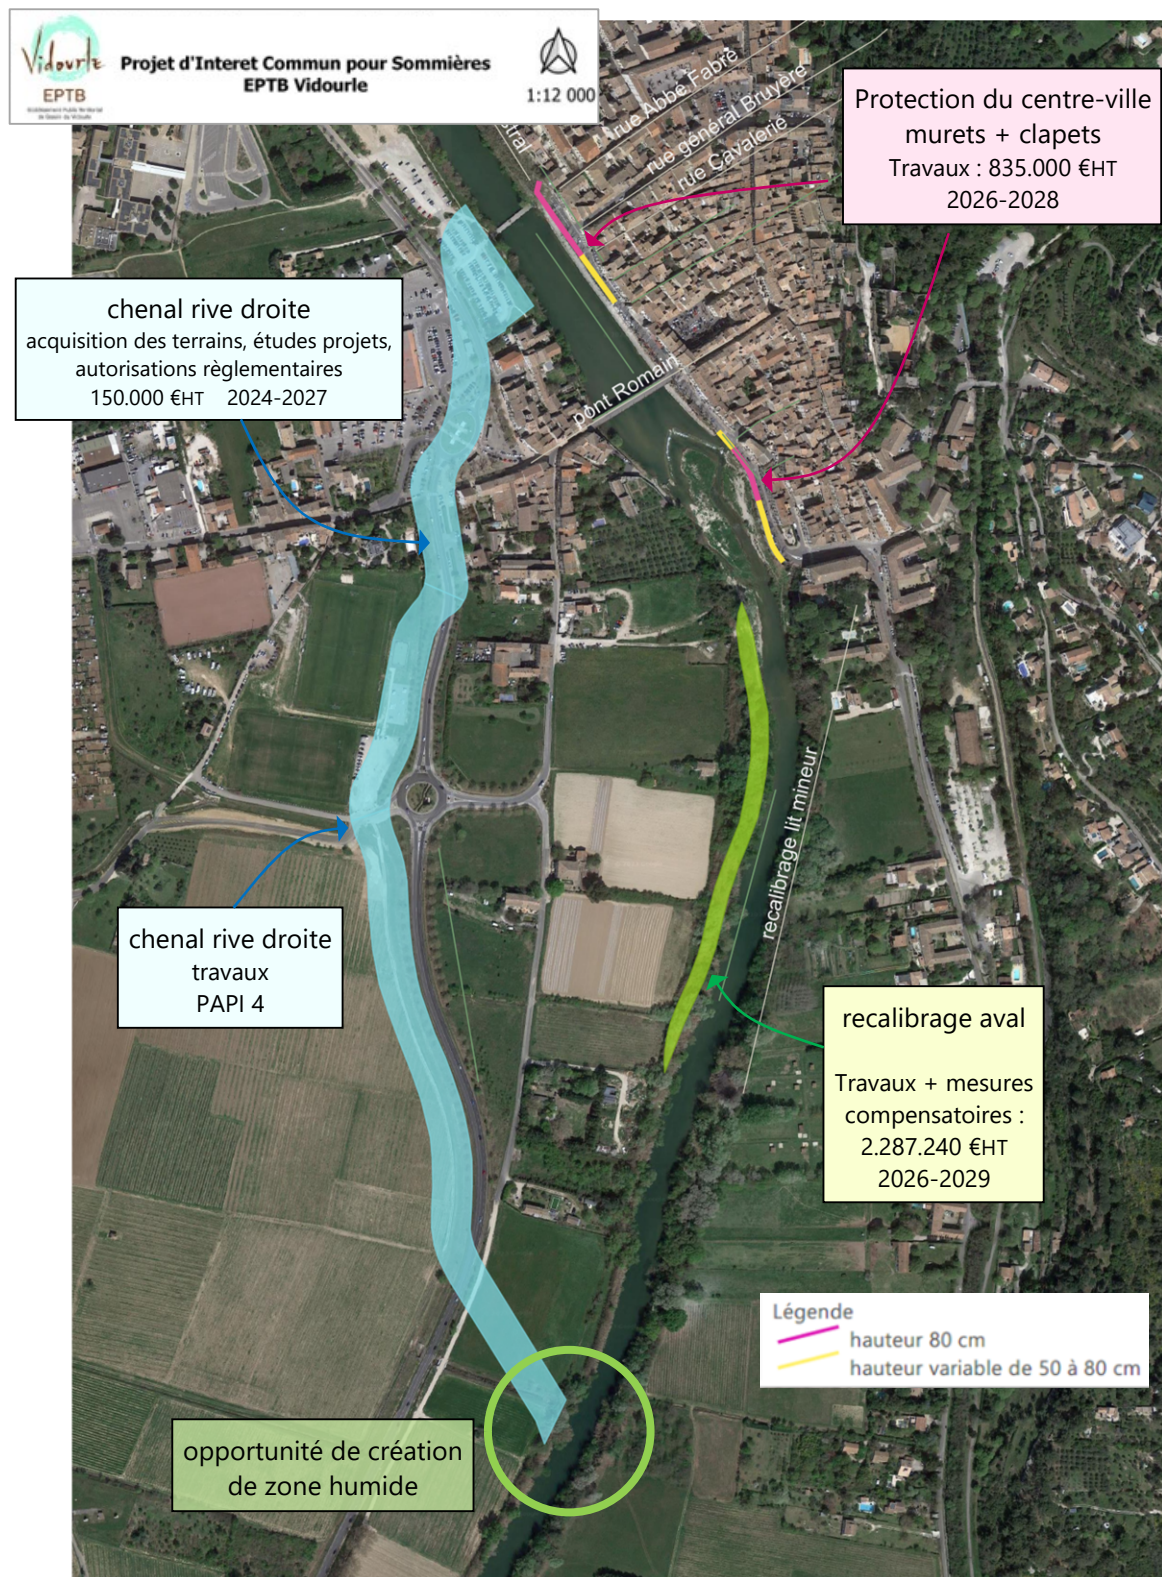 Vidourle
EPTB
Projet d'Interet Commun pour Sommières
EPTB Vidourle
1:12 000
rue Abbé Fabre
rue général Bruyère
rue Cavalerie
Protection du centre-ville
murets + clapets
Travaux : 835.000 €HT
2026-2028
chenal rive droite
acquisition des terrains, études projets,
autorisations règlementaires
150.000 €HT 2024-2027
pont Romain
recalibrage lit mineur
chenal rive droite
travaux
PAPI 4
recalibrage aval
Travaux + mesures
compensatoires :
2.287.240 €HT
2026-2029
Légende
hauteur 80 cm
hauteur variable de 50 à 80 cm
opportunité de création
de zone humide